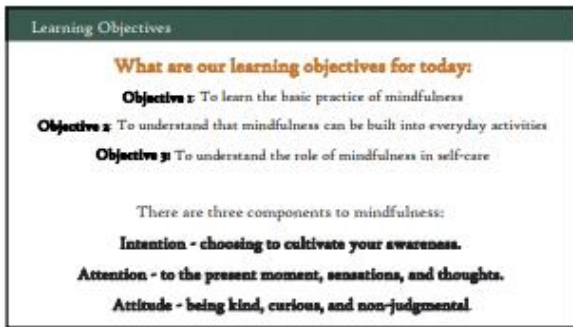 Learning Objectives
What are our learning objectives for today:
Objective 1: To learn the basic practice of mindfulness
Objective 2: To understand that mindfulness can be built into everyday activities
Objective 3: To understand the role of mindfulness in self-care
There are three components to mindfulness:
Intention - choosing to cultivate your awareness.
Attention - to the present moment, sensations, and thoughts.
Attitude - being kind, curious, and non-judgmental.